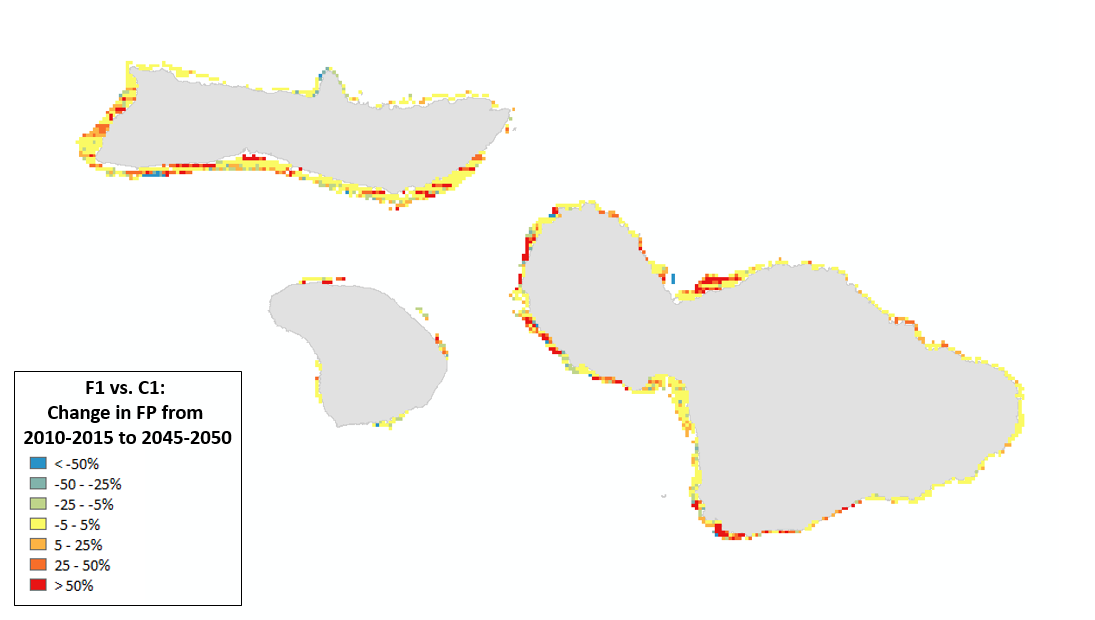 F1 vs. C1:
Change in FP from
2010-2015 to 2045-2050
< -50%
-50 - -25%
-25 - -5%
-5 - 5%
5 - 25%
25 - 50%
> 50%